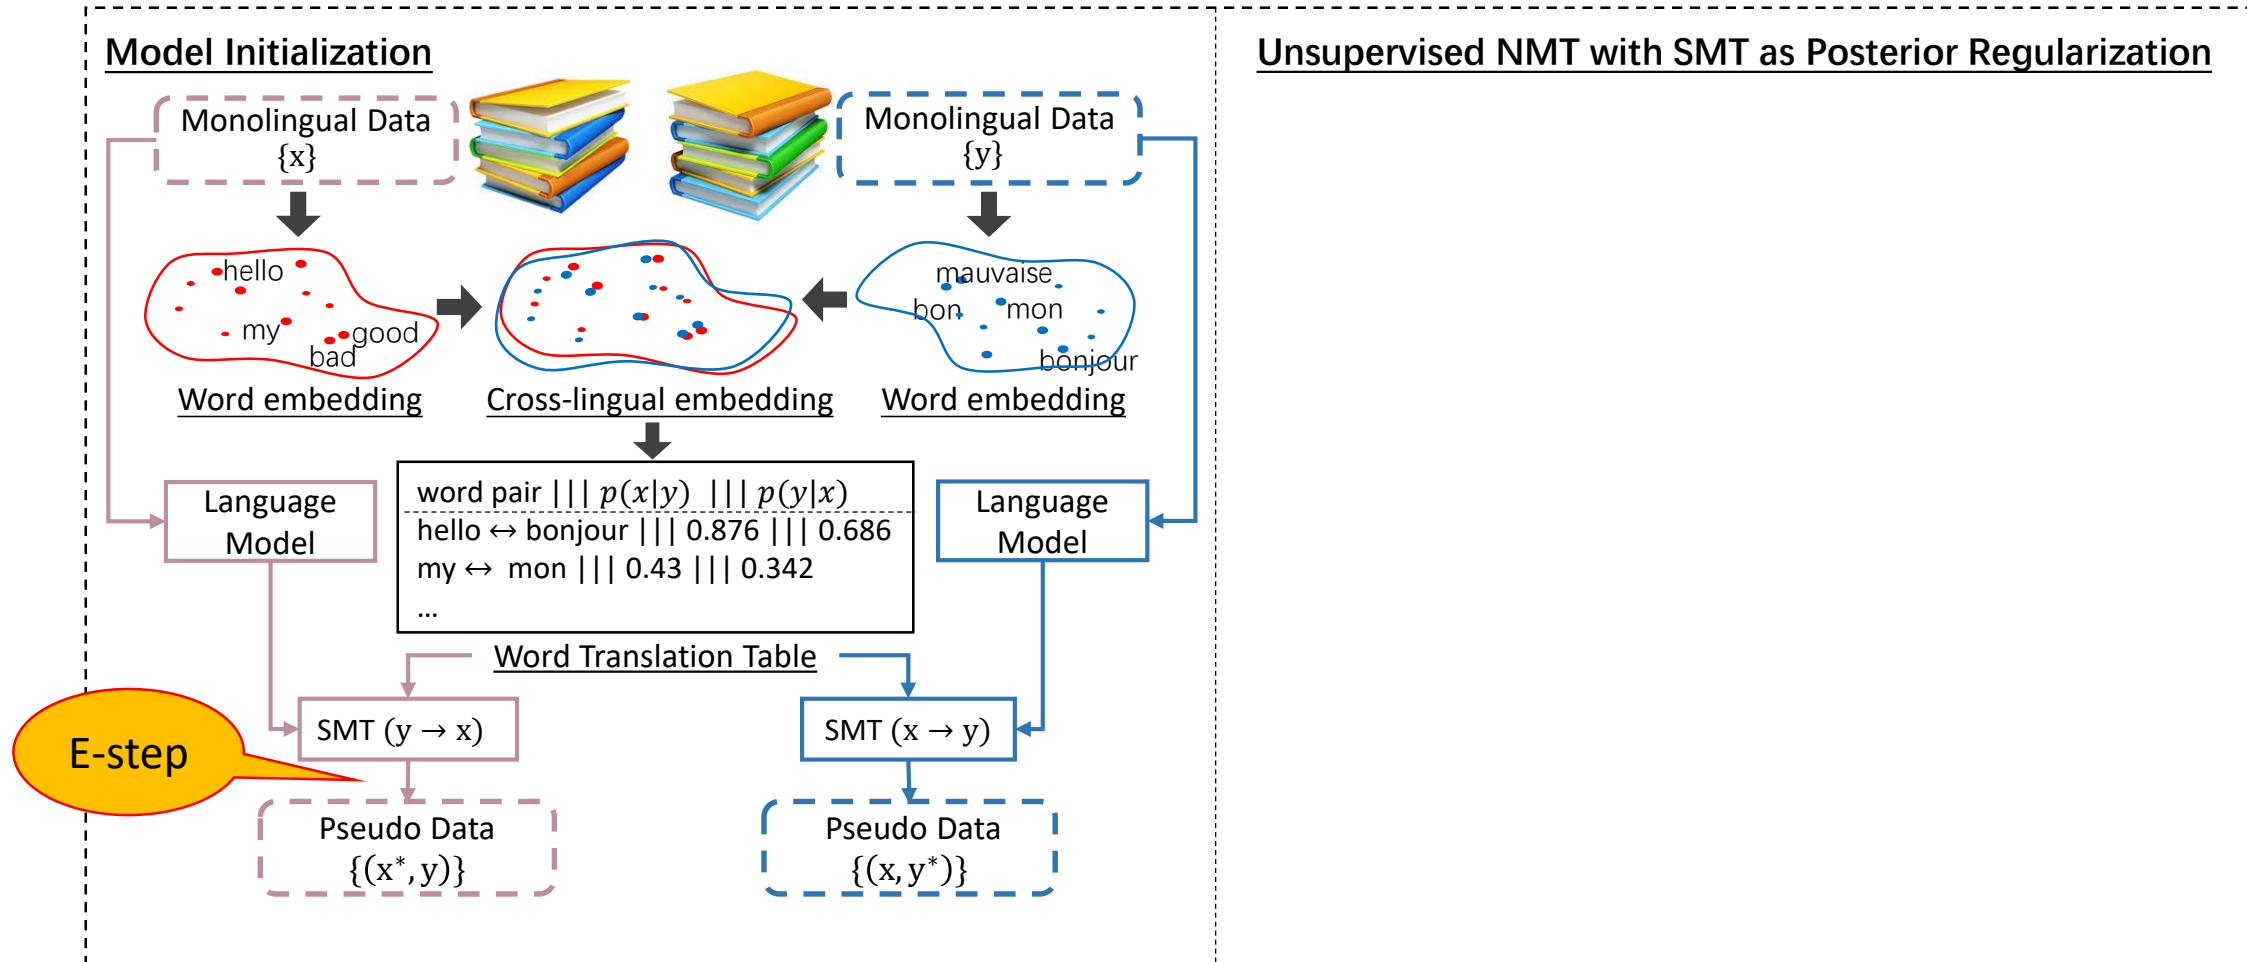 Model Initialization
Unsupervised NMT with SMT as Posterior Regularization
Monolingual Data
{x}
Monolingual Data
{y}
hello
my
good
bad
mauvaise
bon
mon
bonjour
Word embedding
Cross-lingual embedding
Word embedding
Language
Model
word pair ||| p(x|y) ||| p(y|x)
hello ↔ bonjour ||| 0.876 ||| 0.686
my ↔ mon ||| 0.43 ||| 0.342
...
Language
Model
Word Translation Table
E-step
SMT (y → x)
SMT (x → y)
Pseudo Data
{(x*, y)}
Pseudo Data
{(x, y*)}